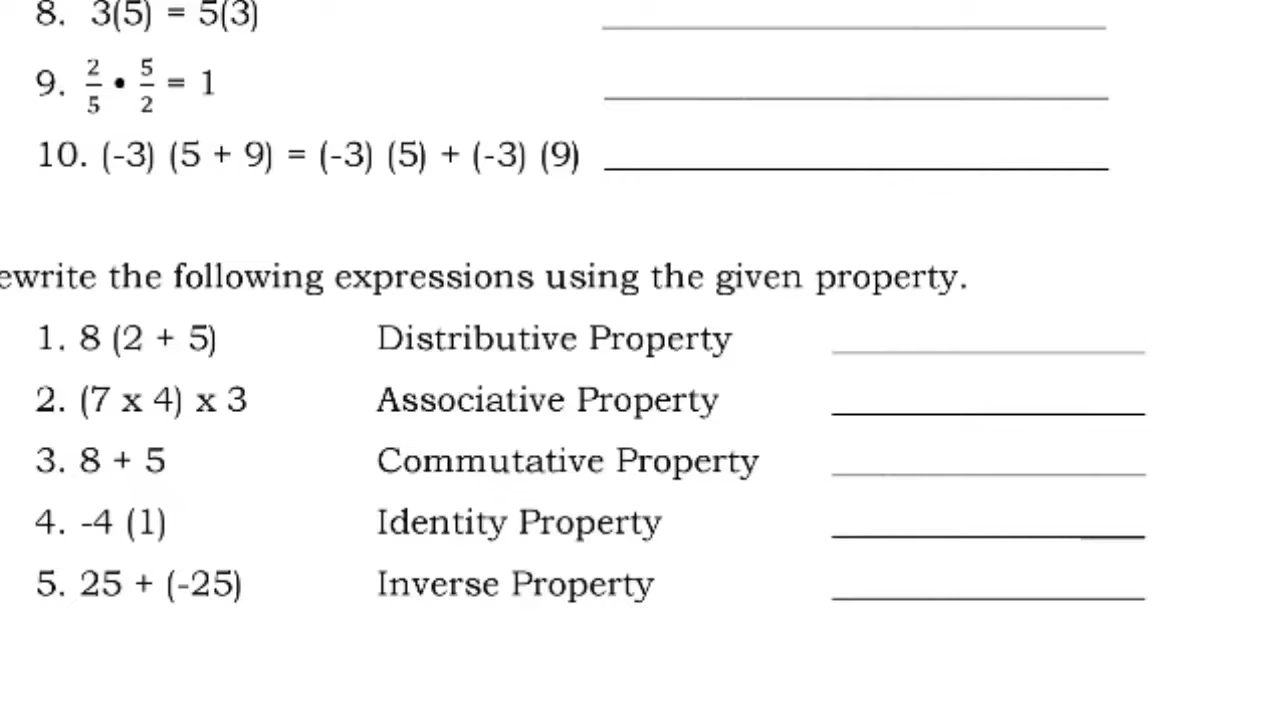 8. 3(5) = 5(3)
9. 2/5 • 5/2 = 1
10. (-3) (5 + 9) = (-3) (5) + (-3) (9)
ewrite the following expressions using the given property.
1. 8 (2 + 5) Distributive Property
2. (7 x 4) x 3 Associative Property
3. 8 + 5 Commutative Property
4. -4 (1) Identity Property
5. 25 + (-25) Inverse Property